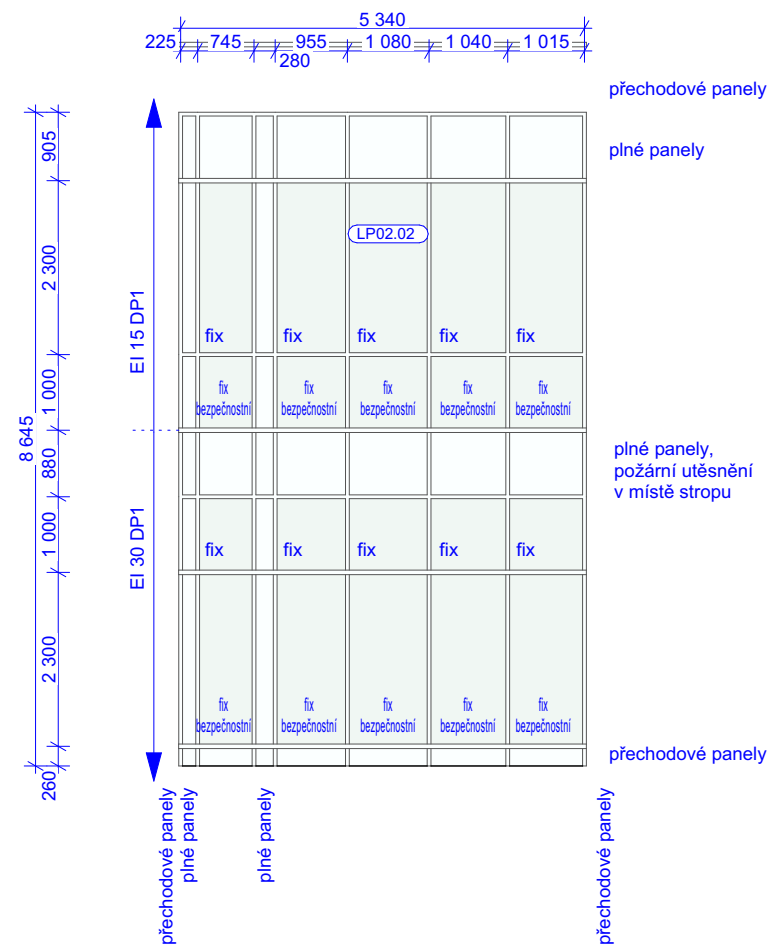 5 340
225 745 955 1 080 1 040 1 015
280
přechodové panely
plné panely
905
2 300
1 000
8 645
880
1 000
2 300
260
EI 15 DP1
EI 30 DP1
LP02.02
fix fix fix fix fix
fix fix fix fix fix
bezpečnostní bezpečnostní bezpečnostní bezpečnostní bezpečnostní
plné panely,
požární utěsnění
v místě stropu
fix fix fix fix fix
fix fix fix fix fix
bezpečnostní bezpečnostní bezpečnostní bezpečnostní bezpečnostní
přechodové panely
přechodové panely
plné panely
plné panely
přechodové panely